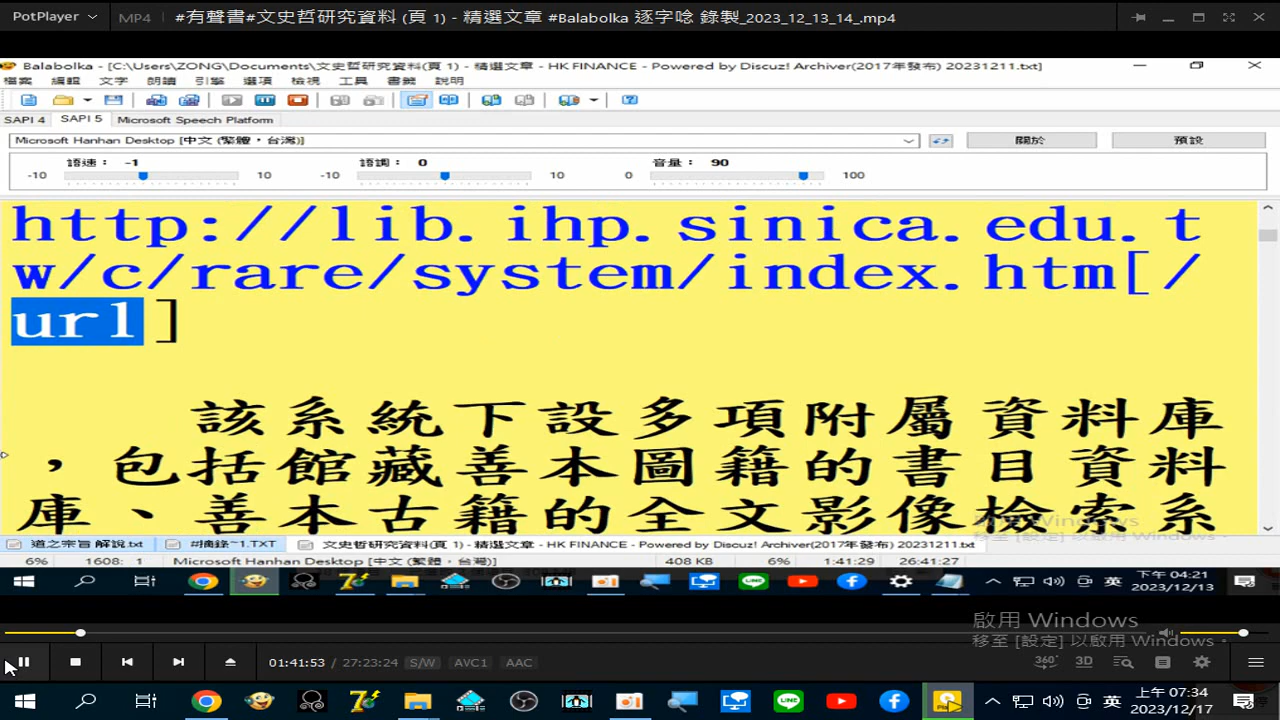 PotPlayer MP4 #有聲書#文史哲研究資料 (頁 1) - 精選文章 #Balabolka 逐字唸 錄製_2023_12_13_14_.mp4
Balabolka - [C:\Users\ZONG\Documents\文史哲研究資料(頁 1) - 精選文章 - HK FINANCE - Powered by Discuz! Archiver(2017年發布) 20231211.txt]
檔案 編輯 文字 朗讀 引擎 選項 檢視 工具 書籤 說明
SAPI 4 SAPI 5 Microsoft Speech Platform
Microsoft Hanhan Desktop [中文 (繁體，台灣)] 關於 預設
語速： -1 語調： 0 音量： 90
-10 10 -10 10 0 100
http://lib.ihp.sinica.edu.t
w/c/rare/system/index.htm[/
url]
該系統下設多項附屬資料庫
，包括館藏善本圖籍的書目資料
庫、善本古籍的全文影像檢索系
道之宗旨 解說.txt #摘錄~1.TXT 文史哲研究資料(頁 1) - 精選文章 - HK FINANCE - Powered by Discuz! Archiver(2017年發布) 20231211.txt
6% 1608: 1 Microsoft Hanhan Desktop [中文 (繁體，台灣)] 408 KB 6% 1:41:29 26:41:27
英 下午 04:21
2023/12/13
啟用 Windows
移至 [設定] 以啟用 Windows。
01:41:53 / 27:23:24 S/W AVC1 AAC 360° 3D
英 上午 07:34
2023/12/17